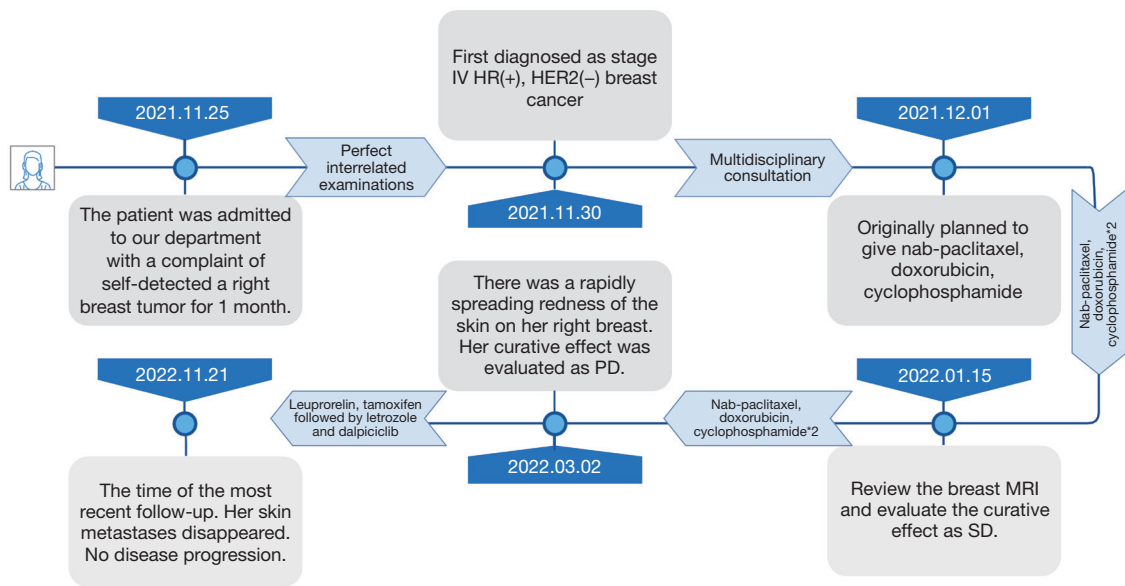 2021.11.25
The patient was admitted
to our department
with a complaint of
self-detected a right
breast tumor for 1 month.
Perfect
interrelated
examinations
First diagnosed as stage
IV HR(+), HER2(–) breast
cancer
2021.11.30
Multidisciplinary
consultation
2021.12.01
Originally planned to
give nab-paclitaxel,
doxorubicin,
cyclophosphamide
Nab-paclitaxel,
doxorubicin,
cyclophosphamide*2
2022.01.15
Review the breast MRI
and evaluate the curative
effect as SD.
Nab-paclitaxel,
doxorubicin,
cyclophosphamide*2
There was a rapidly
spreading redness of the
skin on her right breast.
Her curative effect was
evaluated as PD.
2022.03.02
Leuprorelin, tamoxifen
followed by letrozole
and dalpiciclib
2022.11.21
The time of the most
recent follow-up. Her skin
metastases disappeared.
No disease progression.